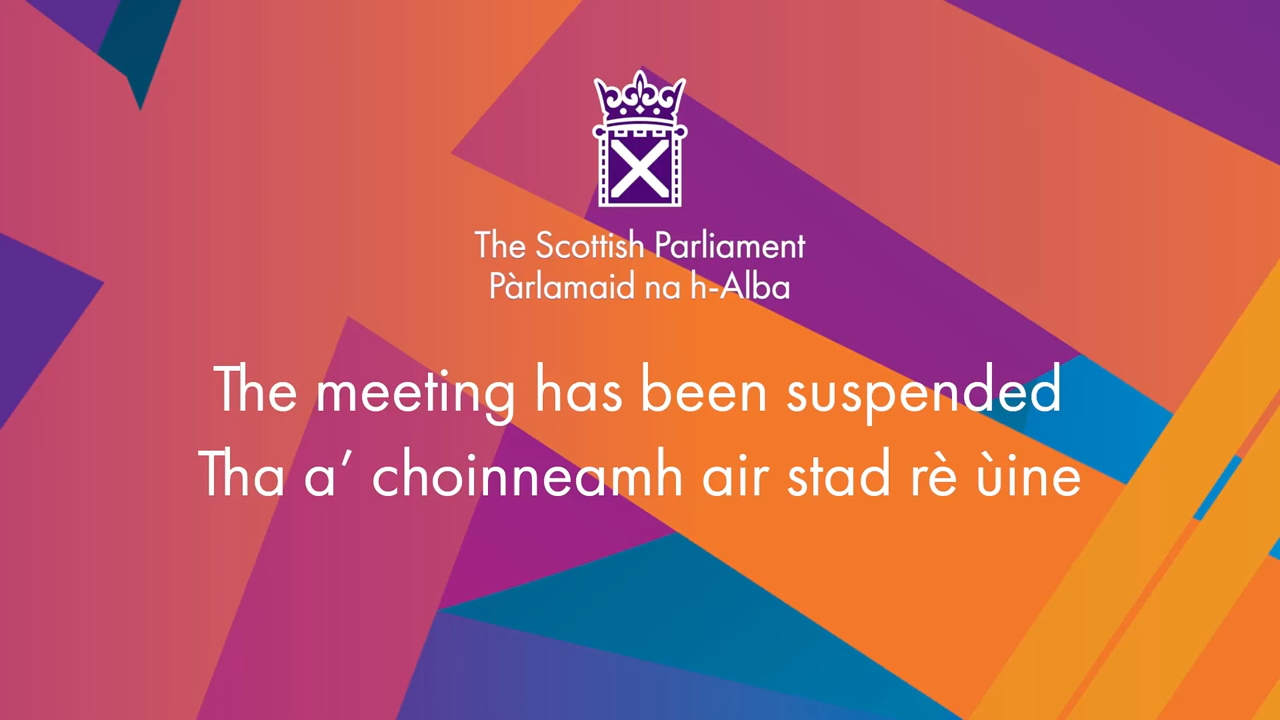 The Scottish Parliament
Pàrlamaid na h-Alba
The meeting has been suspended
Tha a’ choinneamh air stad rè ùine